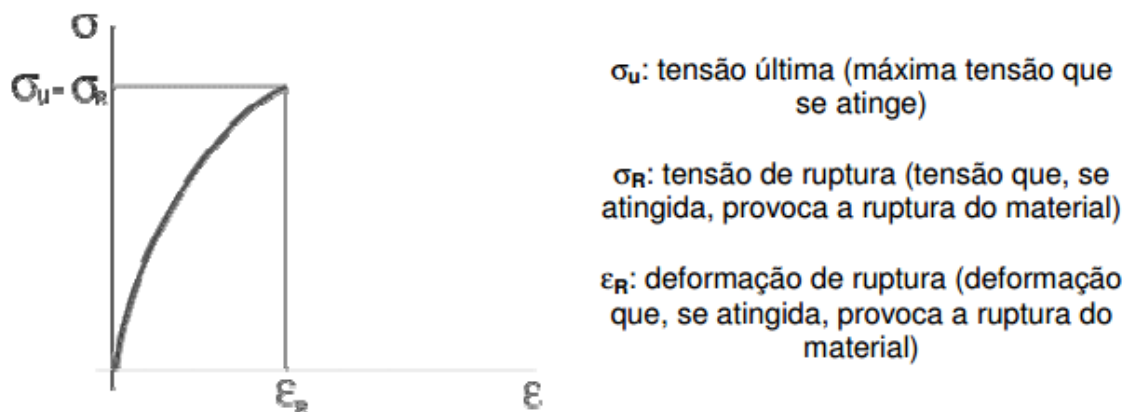 σ
σu = σR
εR
ε
σu: tensão última (máxima tensão que
se atinge)
σR: tensão de ruptura (tensão que, se
atingida, provoca a ruptura do material)
εR: deformação de ruptura (deformação
que, se atingida, provoca a ruptura do
material)